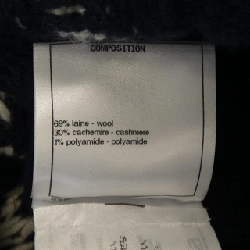 COMPOSITION
69% laine - wool
30% cachemire - cashmere
1% polyamide - polyamide